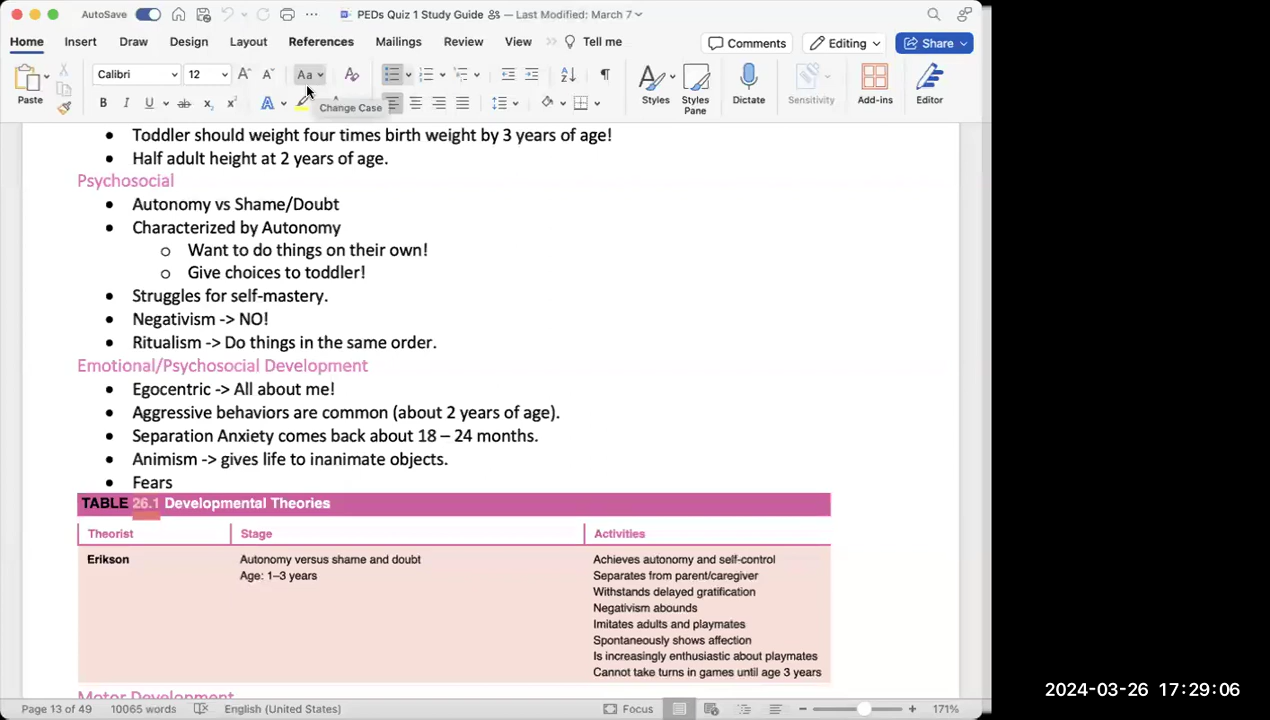 AutoSave
PEDs Quiz 1 Study Guide — Last Modified: March 7
Home Insert Draw Design Layout References Mailings Review View Tell me Comments Editing Share
Paste Calibri 12 Aa Styles Styles Pane Dictate Sensitivity Add-ins Editor
Change Case
• Toddler should weight four times birth weight by 3 years of age!
• Half adult height at 2 years of age.
Psychosocial
• Autonomy vs Shame/Doubt
• Characterized by Autonomy
o Want to do things on their own!
o Give choices to toddler!
• Struggles for self-mastery.
• Negativism -> NO!
• Ritualism -> Do things in the same order.
Emotional/Psychosocial Development
• Egocentric -> All about me!
• Aggressive behaviors are common (about 2 years of age).
• Separation Anxiety comes back about 18 – 24 months.
• Animism -> gives life to inanimate objects.
• Fears
TABLE 26.1 Developmental Theories
Theorist Stage Activities
Erikson Autonomy versus shame and doubt Achieves autonomy and self-control
Age: 1–3 years Separates from parent/caregiver
Withstands delayed gratification
Negativism abounds
Imitates adults and playmates
Spontaneously shows affection
Is increasingly enthusiastic about playmates
Cannot take turns in games until age 3 years
Motor Development
Page 13 of 49 10065 words English (United States) Focus 171%
2024-03-26 17:29:06